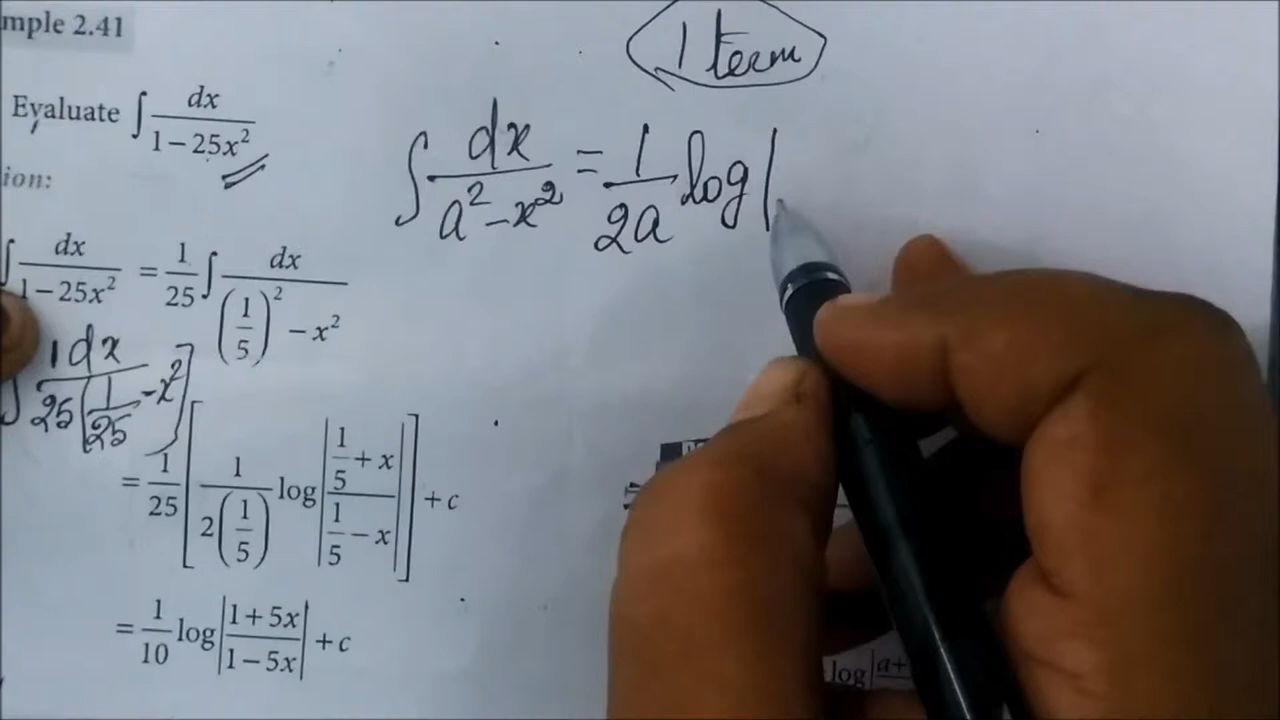 mple 2.41
1 term
Evaluate ∫ dx / (1 − 25x²)
∫ dx / (a² − x²) = 1/(2a) log |
ion:
∫ dx / (1 − 25x²) = 1/25 ∫ dx / ((1/5)² − x²)
∫ 1 dx / 25[1/25 − x²]
= 1/25 [ 1/(2(1/5)) log | (1/5 + x) / (1/5 − x) | ] + c
= 1/10 log | (1 + 5x) / (1 − 5x) | + c
log | a+